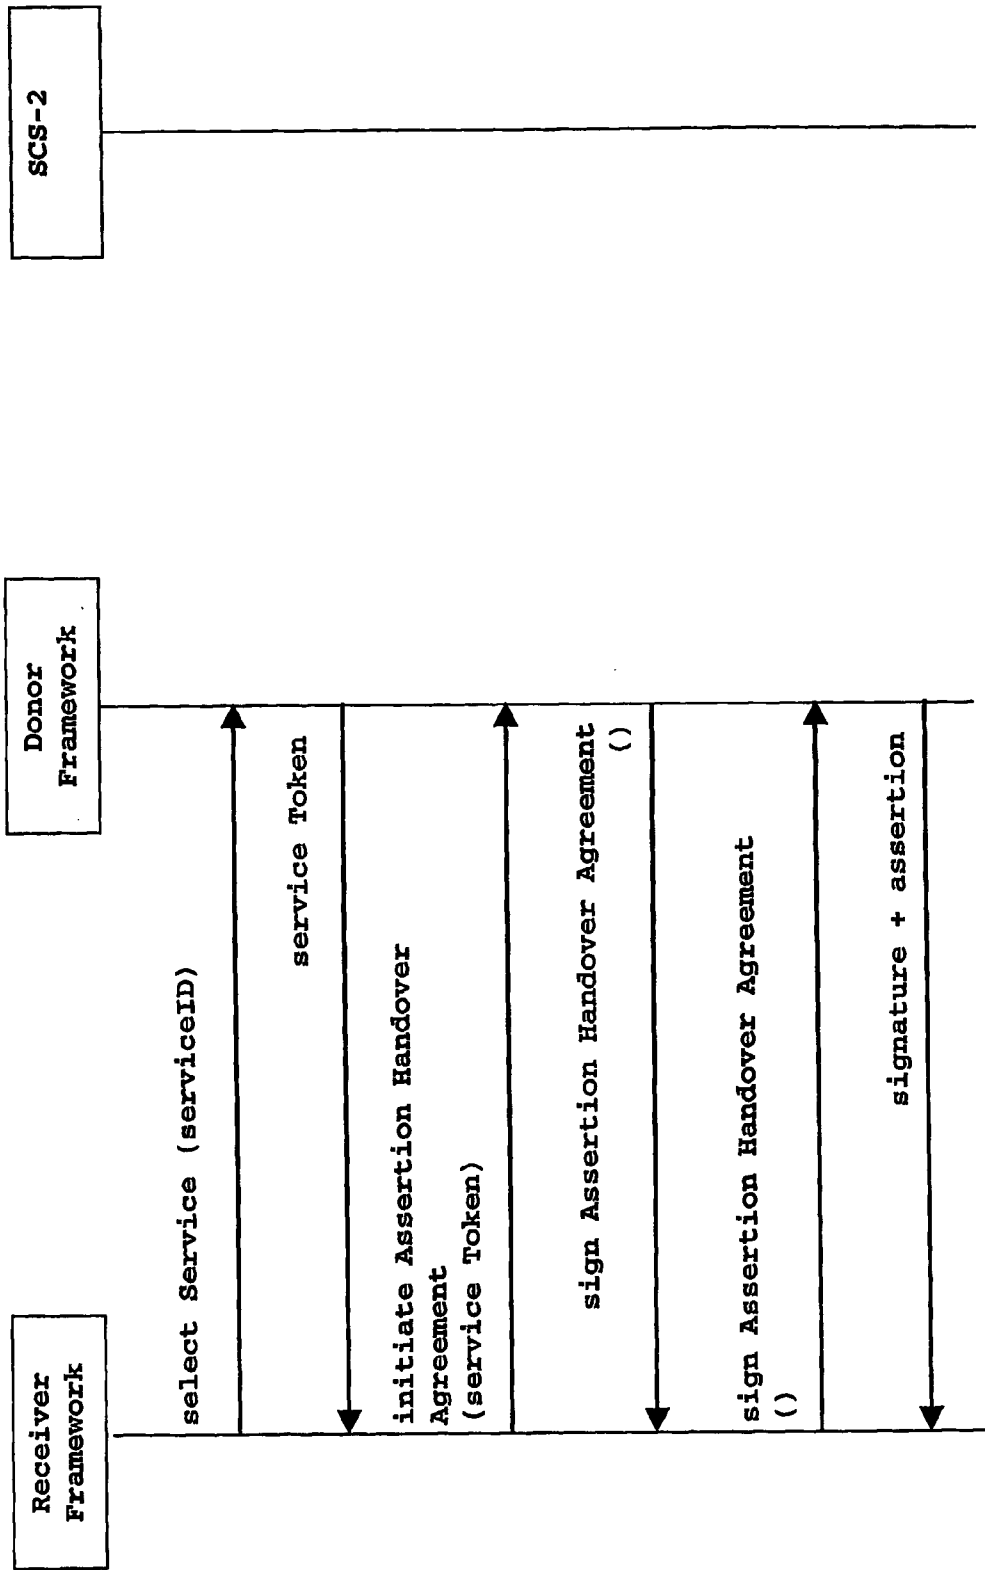 Receiver
Framework
Donor
Framework
SCS-2
select Service (serviceID)
service Token
initiate Assertion Handover
Agreement
(service Token)
sign Assertion Handover Agreement
()
sign Assertion Handover Agreement
()
signature + assertion